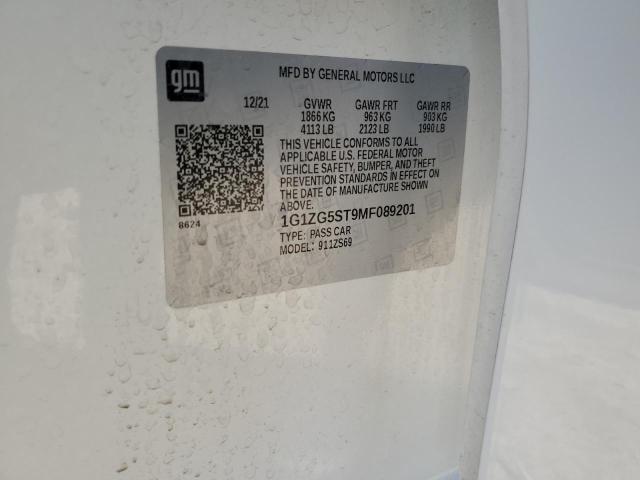 gm
MFD BY GENERAL MOTORS LLC
12/21 GVWR GAWR FRT GAWR RR
1866 KG 963 KG 903 KG
4113 LB 2123 LB 1990 LB
THIS VEHICLE CONFORMS TO ALL
APPLICABLE U.S. FEDERAL MOTOR
VEHICLE SAFETY, BUMPER, AND THEFT
PREVENTION STANDARDS IN EFFECT ON
THE DATE OF MANUFACTURE SHOWN ABOVE.
8624
1G1ZG5ST9MF089201
TYPE: PASS CAR
MODEL: 911ZS69